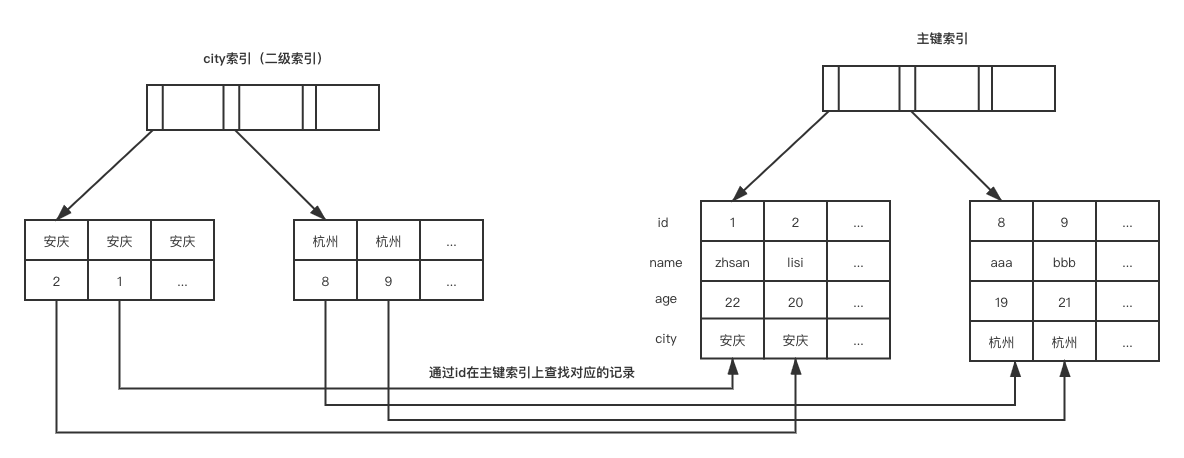 city索引（二级索引）
主键索引
安庆 安庆 安庆
2 1 ...
杭州 杭州 ...
8 9 ...
id 1 2 ...
name zhsan lisi ...
age 22 20 ...
city 安庆 安庆 ...
8 9 ...
aaa bbb ...
19 21 ...
杭州 杭州 ...
通过id在主键索引上查找对应的记录